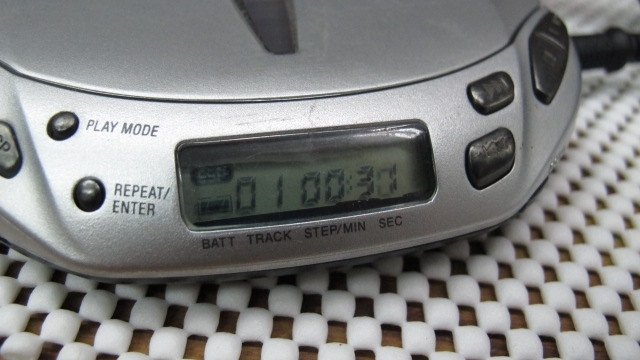 PLAY MODE
REPEAT/
ENTER
01 00:30
BATT TRACK STEP/MIN SEC